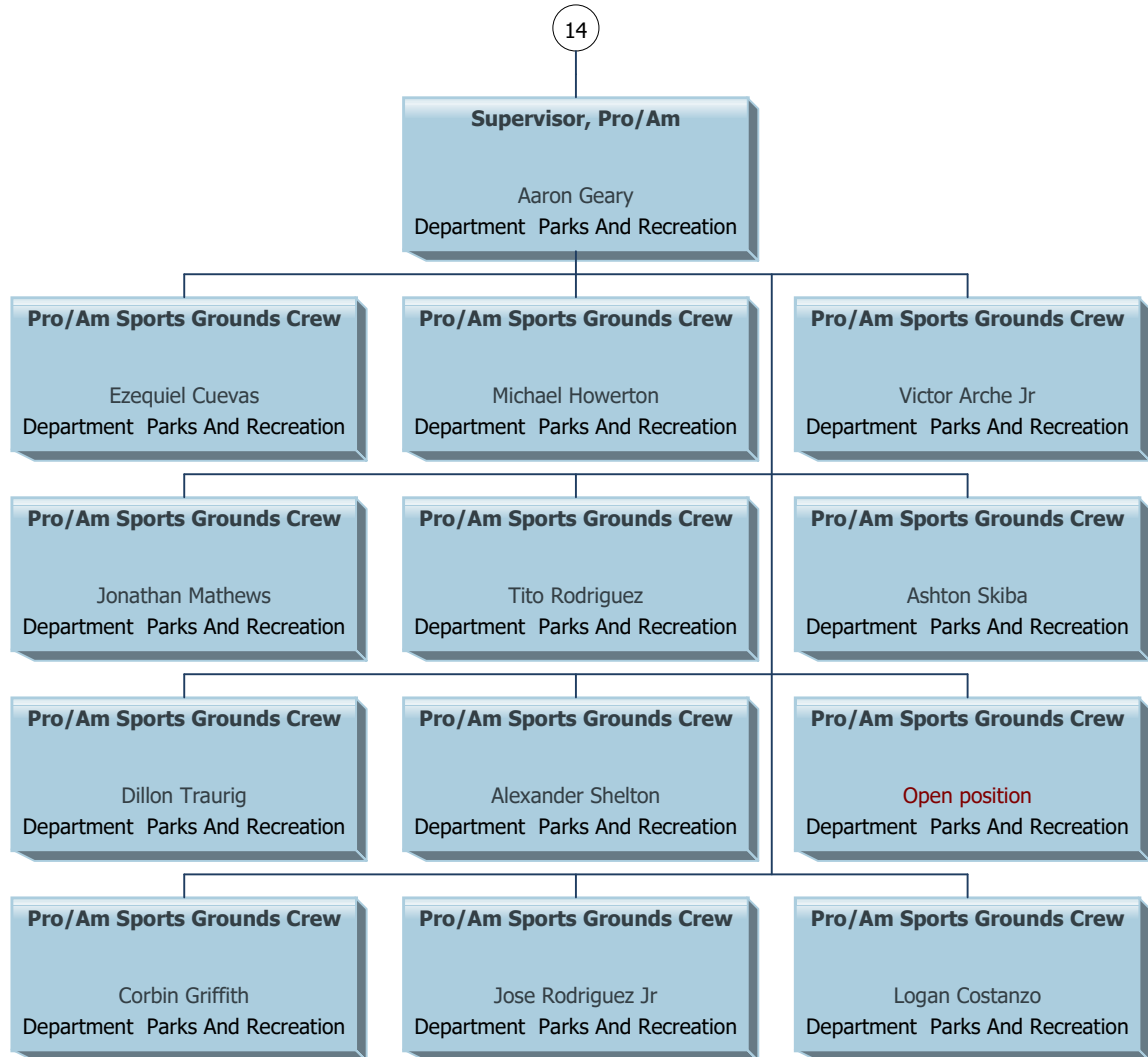 14
Supervisor, Pro/Am
Aaron Geary
Department  Parks And Recreation
Pro/Am Sports Grounds Crew
Ezequiel Cuevas
Department  Parks And Recreation
Pro/Am Sports Grounds Crew
Michael Howerton
Department  Parks And Recreation
Pro/Am Sports Grounds Crew
Victor Arche Jr
Department  Parks And Recreation
Pro/Am Sports Grounds Crew
Jonathan Mathews
Department  Parks And Recreation
Pro/Am Sports Grounds Crew
Tito Rodriguez
Department  Parks And Recreation
Pro/Am Sports Grounds Crew
Ashton Skiba
Department  Parks And Recreation
Pro/Am Sports Grounds Crew
Dillon Traurig
Department  Parks And Recreation
Pro/Am Sports Grounds Crew
Alexander Shelton
Department  Parks And Recreation
Pro/Am Sports Grounds Crew
Open position
Department  Parks And Recreation
Pro/Am Sports Grounds Crew
Corbin Griffith
Department  Parks And Recreation
Pro/Am Sports Grounds Crew
Jose Rodriguez Jr
Department  Parks And Recreation
Pro/Am Sports Grounds Crew
Logan Costanzo
Department  Parks And Recreation